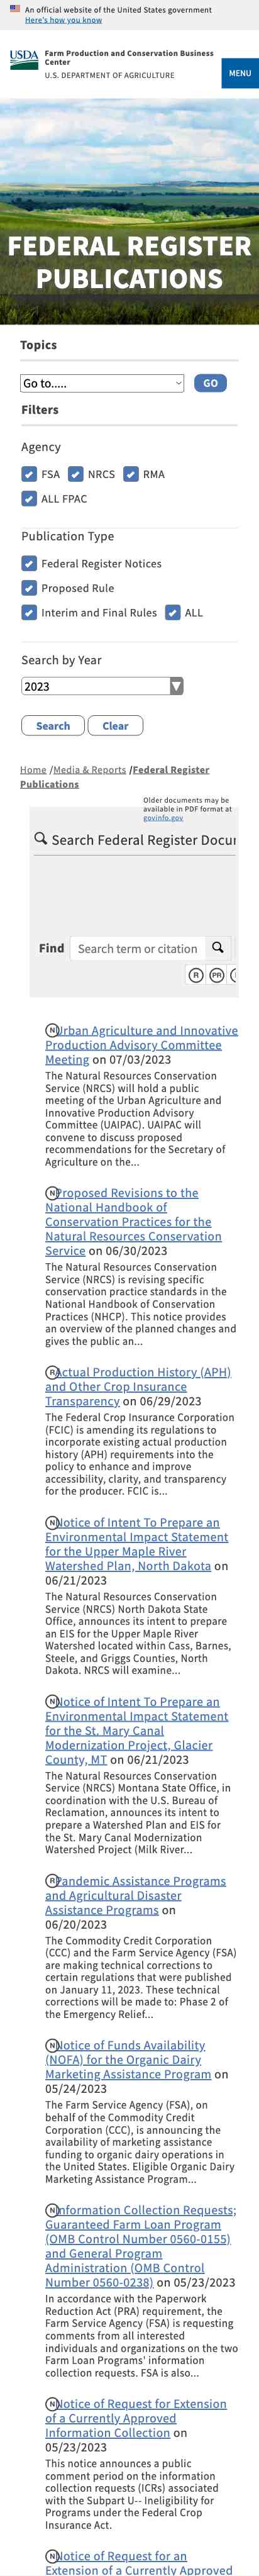 An official website of the United States government
Here's how you know
USDA
Farm Production and Conservation Business
Center
U.S. DEPARTMENT OF AGRICULTURE
MENU
FEDERAL REGISTER
PUBLICATIONS
Topics
Go to.....
GO
Filters
Agency
FSA NRCS RMA
ALL FPAC
Publication Type
Federal Register Notices
Proposed Rule
Interim and Final Rules ALL
Search by Year
2023
Search Clear
Home /Media & Reports /Federal Register
Publications
Older documents may be
available in PDF format at
govinfo.gov
Search Federal Register Docur
Find Search term or citation
R PR
N Urban Agriculture and Innovative
Production Advisory Committee
Meeting on 07/03/2023
The Natural Resources Conservation
Service (NRCS) will hold a public
meeting of the Urban Agriculture and
Innovative Production Advisory
Committee (UAIPAC). UAIPAC will
convene to discuss proposed
recommendations for the Secretary of
Agriculture on the...
N Proposed Revisions to the
National Handbook of
Conservation Practices for the
Natural Resources Conservation
Service on 06/30/2023
The Natural Resources Conservation
Service (NRCS) is revising specific
conservation practice standards in the
National Handbook of Conservation
Practices (NHCP). This notice provides
an overview of the planned changes and
gives the public an...
R Actual Production History (APH)
and Other Crop Insurance
Transparency on 06/29/2023
The Federal Crop Insurance Corporation
(FCIC) is amending its regulations to
incorporate existing actual production
history (APH) requirements into the
policy to enhance and improve
accessibility, clarity, and transparency
for the producer. FCIC is...
N Notice of Intent To Prepare an
Environmental Impact Statement
for the Upper Maple River
Watershed Plan, North Dakota on
06/21/2023
The Natural Resources Conservation
Service (NRCS) North Dakota State
Office, announces its intent to prepare
an EIS for the Upper Maple River
Watershed located within Cass, Barnes,
Steele, and Griggs Counties, North
Dakota. NRCS will examine...
N Notice of Intent To Prepare an
Environmental Impact Statement
for the St. Mary Canal
Modernization Project, Glacier
County, MT on 06/21/2023
The Natural Resources Conservation
Service (NRCS) Montana State Office, in
coordination with the U.S. Bureau of
Reclamation, announces its intent to
prepare a Watershed Plan and EIS for
the St. Mary Canal Modernization
Watershed Project (Milk River...
R Pandemic Assistance Programs
and Agricultural Disaster
Assistance Programs on
06/20/2023
The Commodity Credit Corporation
(CCC) and the Farm Service Agency (FSA)
are making technical corrections to
certain regulations that were published
on January 11, 2023. These technical
corrections will be made to: Phase 2 of
the Emergency Relief...
N Notice of Funds Availability
(NOFA) for the Organic Dairy
Marketing Assistance Program on
05/24/2023
The Farm Service Agency (FSA), on
behalf of the Commodity Credit
Corporation (CCC), is announcing the
availability of marketing assistance
funding to organic dairy operations in
the United States. Eligible Organic Dairy
Marketing Assistance Program...
N Information Collection Requests;
Guaranteed Farm Loan Program
(OMB Control Number 0560-0155)
and General Program
Administration (OMB Control
Number 0560-0238) on 05/23/2023
In accordance with the Paperwork
Reduction Act (PRA) requirement, the
Farm Service Agency (FSA) is requesting
comments from all interested
individuals and organizations on the two
Farm Loan Programs' information
collection requests. FSA is also...
N Notice of Request for Extension
of a Currently Approved
Information Collection on
05/23/2023
This notice announces a public
comment period on the information
collection requests (ICRs) associated
with the Subpart U-- Ineligibility for
Programs under the Federal Crop
Insurance Act.
N Notice of Request for an
Extension of a Currently Approved